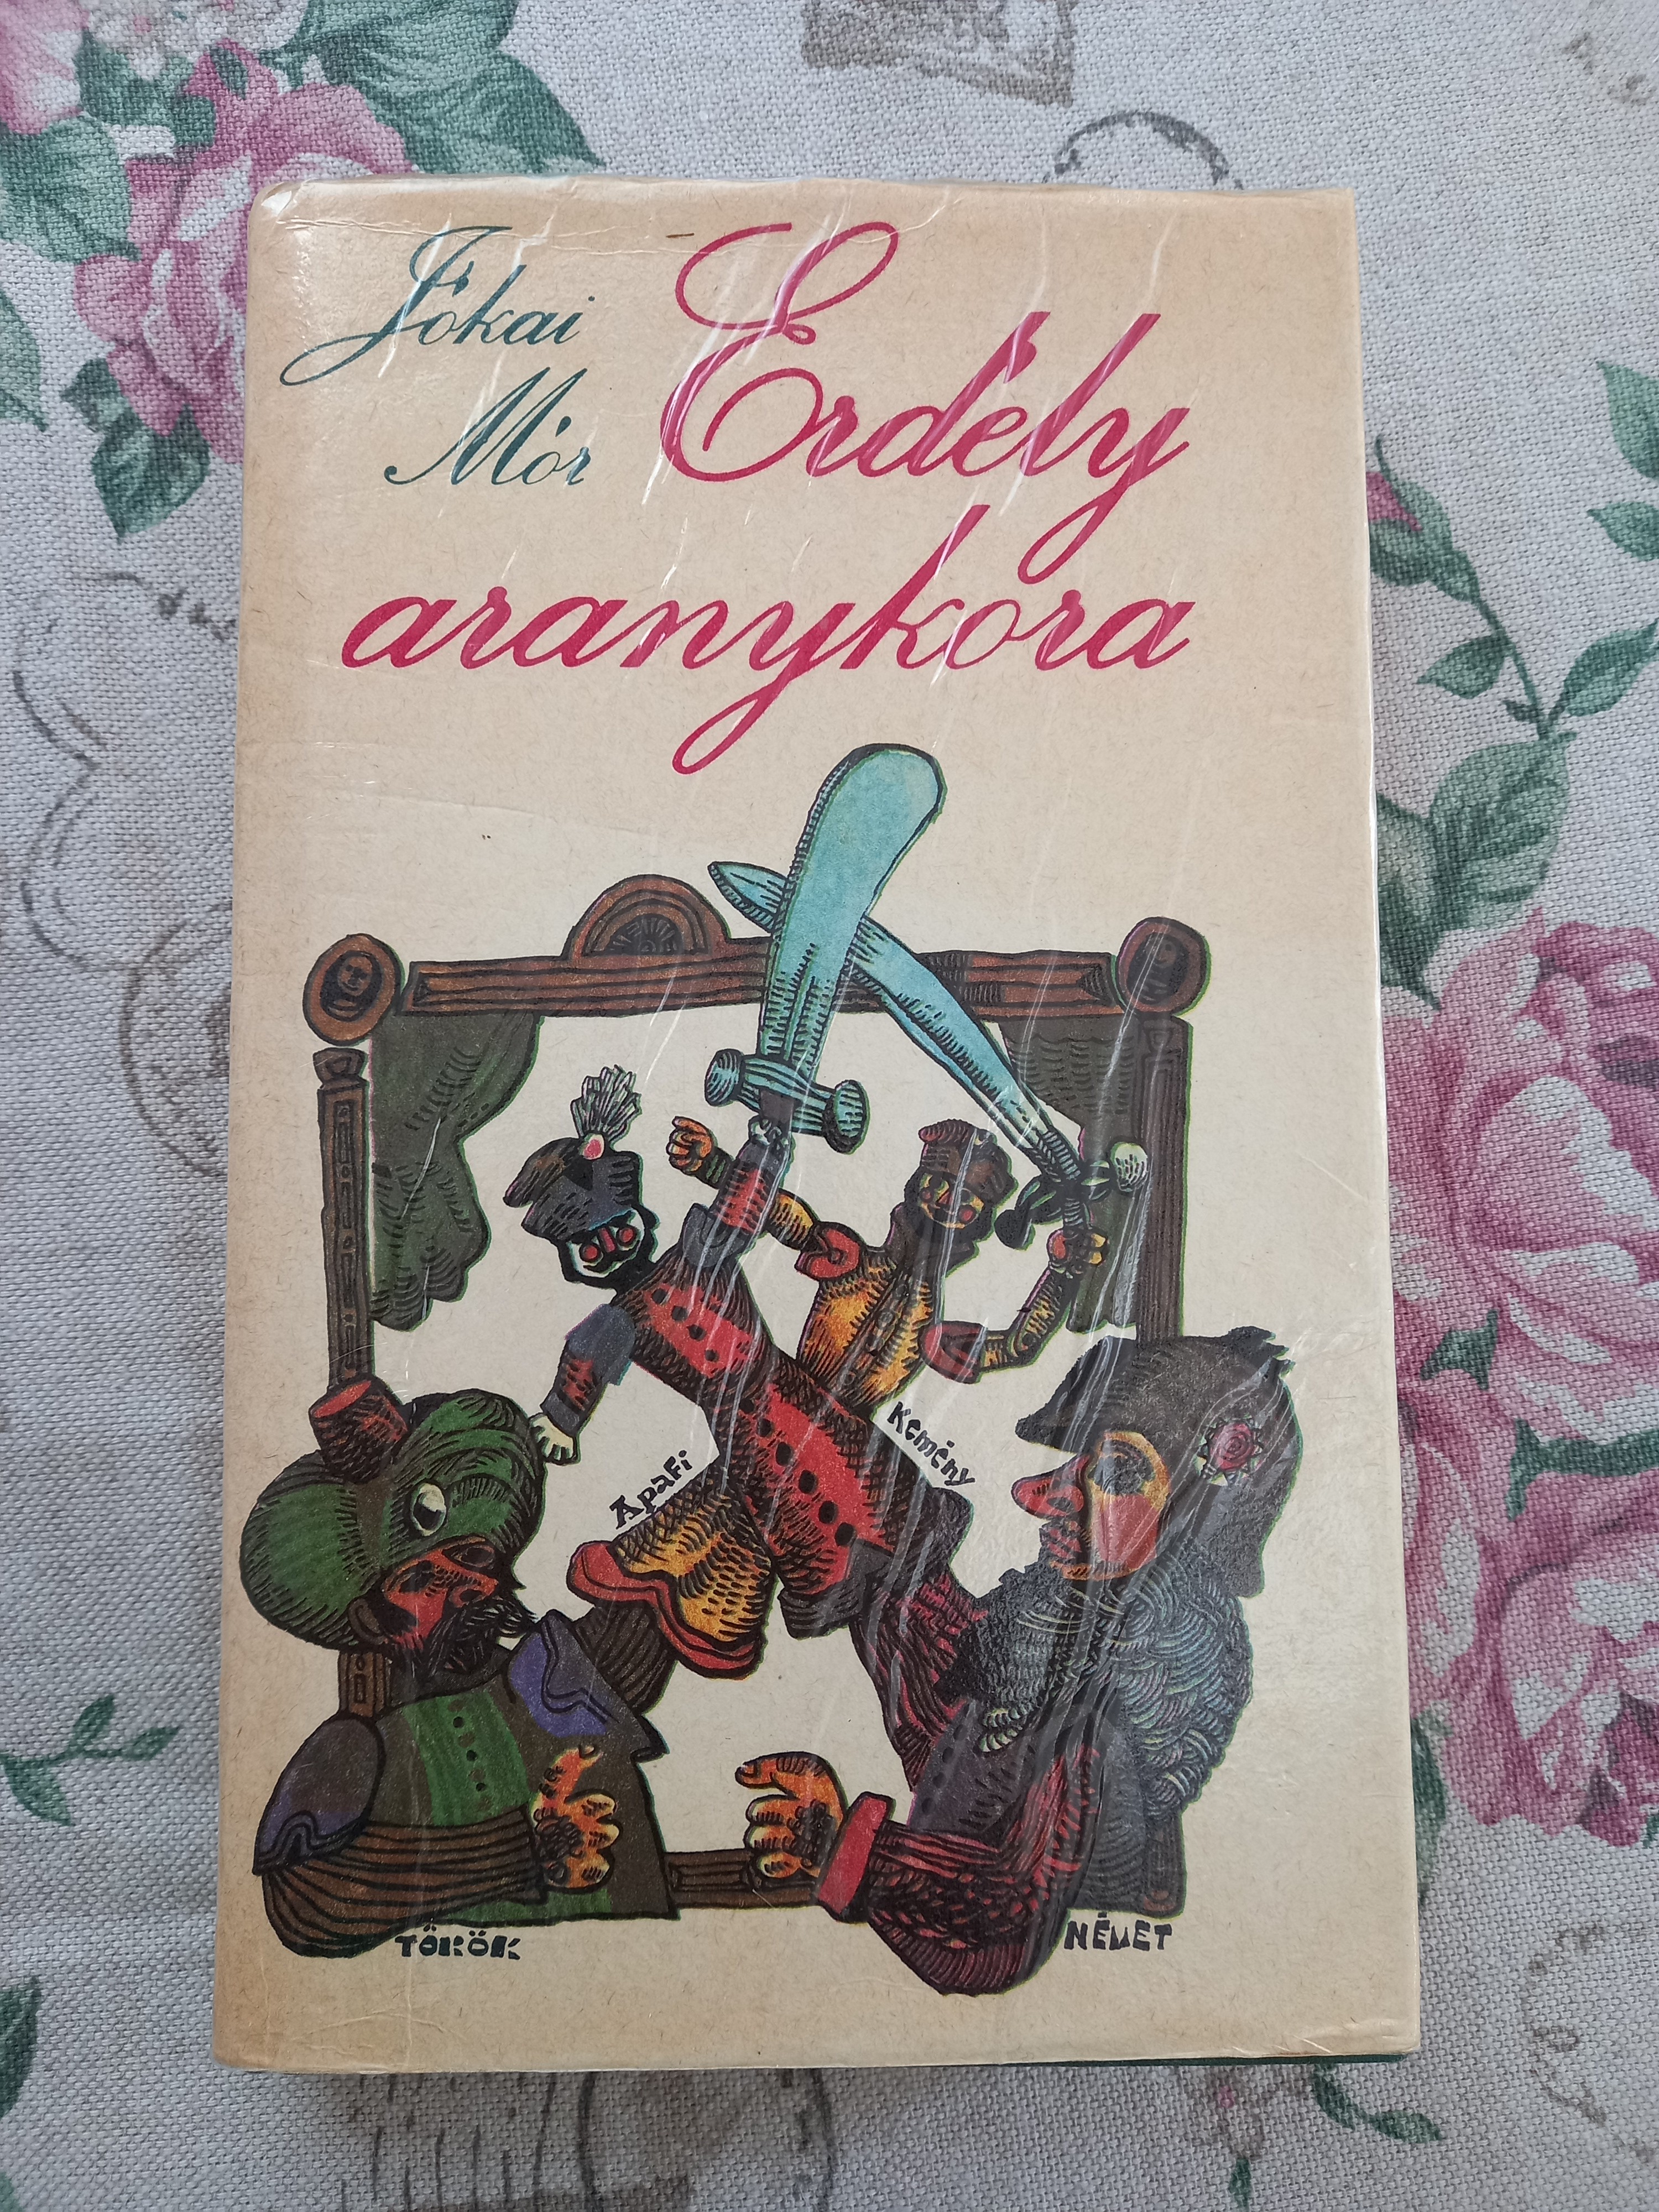 Jókai
Mór
Erdély
aranykora
Apafi
Kemény
TÖRÖK
NÉMET